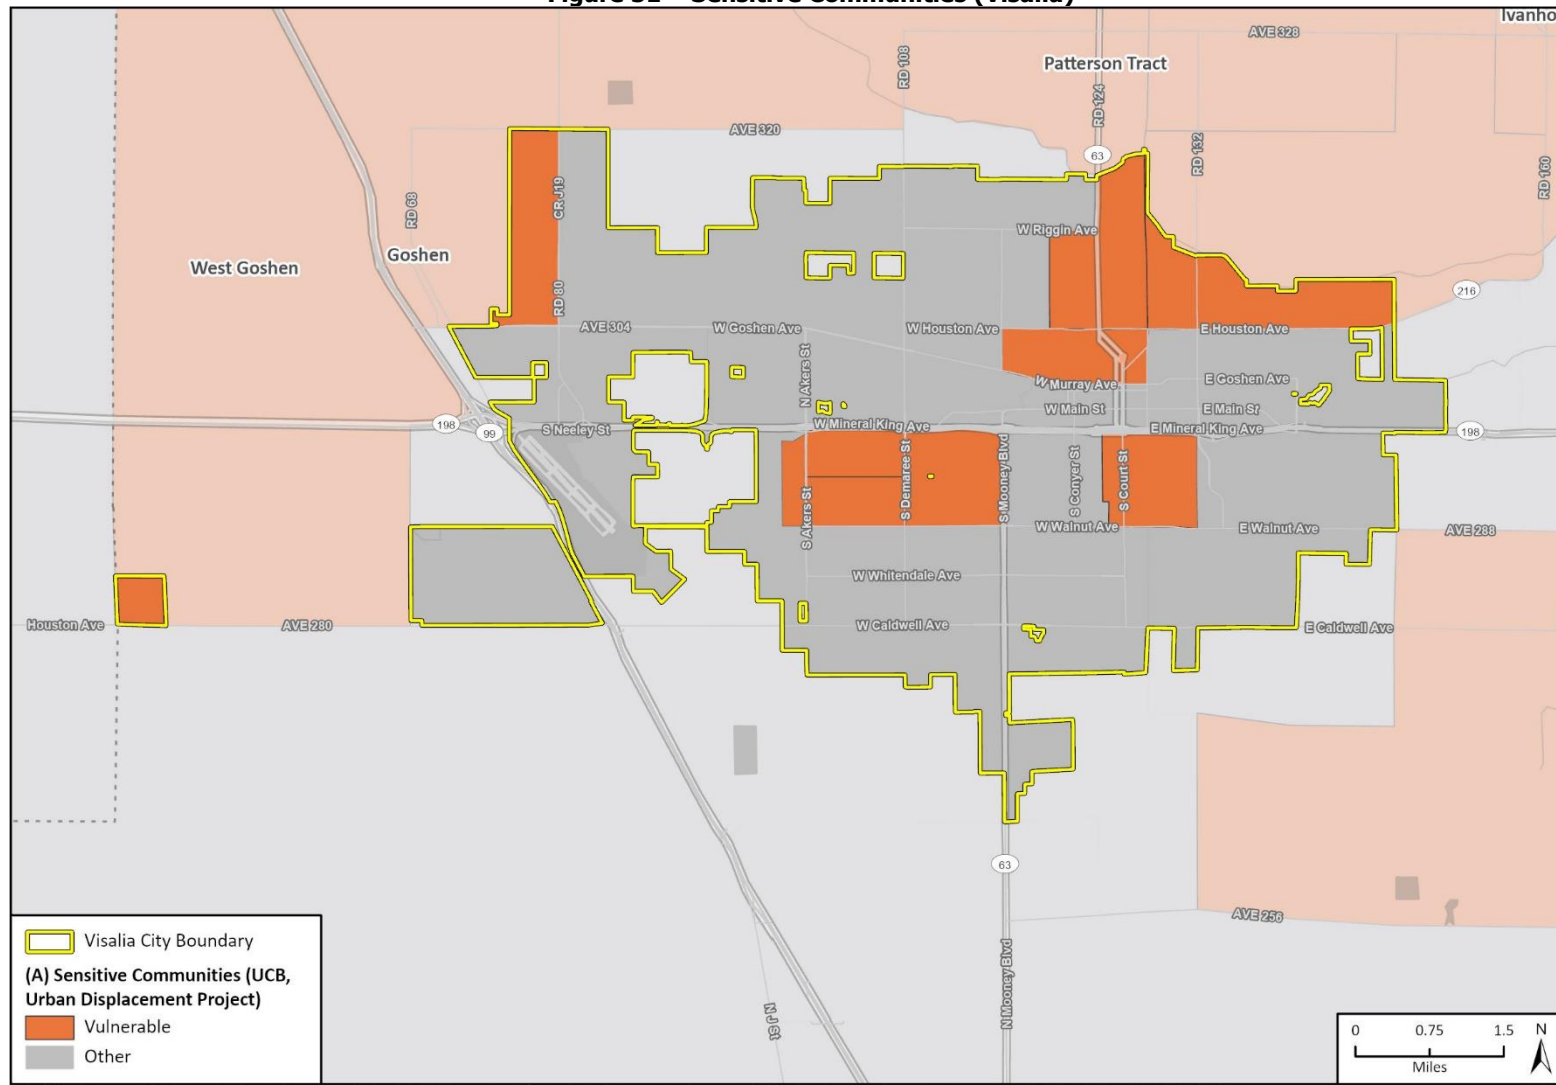 Figure 31 – Sensitive Communities (Visalia)
Ivanho
AVE 328
Patterson Tract
RD 108
RD 124
AVE 320
63
RD 132
RD 160
CR J19
RD 68
W Riggin Ave
Goshen
West Goshen
216
RD 80
AVE 304
W Goshen Ave
W Houston Ave
E Houston Ave
N Akers St
W Murray Ave
E Goshen Ave
W Main St
E Main St
198
99
S Neeley St
W Mineral King Ave
E Mineral King Ave
198
S Demaree St
S Mooney Blvd
S Conyer St
S Court St
S Akers St
W Walnut Ave
E Walnut Ave
AVE 288
W Whitendale Ave
Houston Ave
AVE 280
W Caldwell Ave
E Caldwell Ave
63
AVE 256
N Mooney Blvd
N J St
Visalia City Boundary
(A) Sensitive Communities (UCB,
Urban Displacement Project)
Vulnerable
Other
0 0.75 1.5 N
Miles